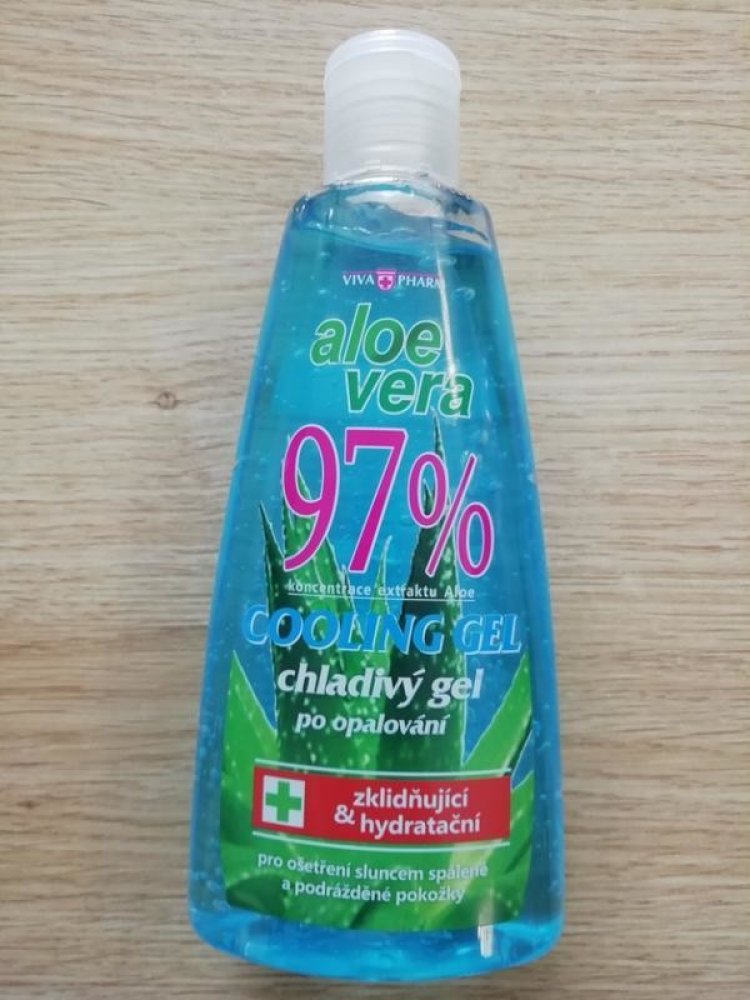 VIVA PHARM
aloe
vera
97%
koncentrace extraktu Aloe
COOLING GEL
chladivý gel
po opalování
zklidňující
& hydratační
pro ošetření sluncem spálené
a podrážděné pokožky